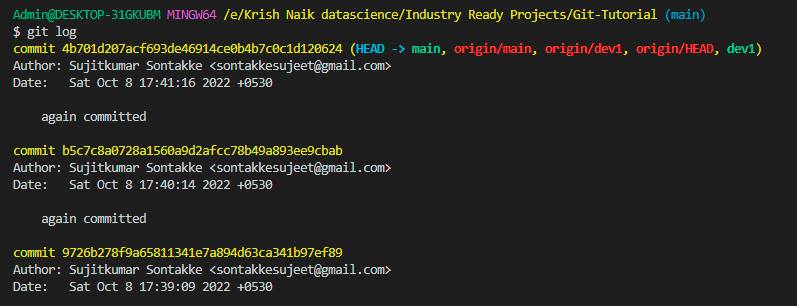 Admin@DESKTOP-31GKUBM MINGW64 /e/Krish Naik datascience/Industry Ready Projects/Git-Tutorial (main)
$ git log
commit 4b701d207acf693de46914ce0b4b7c0c1d120624 (HEAD -> main, origin/main, origin/dev1, origin/HEAD, dev1)
Author: Sujitkumar Sontakke <sontakkesujeet@gmail.com>
Date:   Sat Oct 8 17:41:16 2022 +0530
    again committed
commit b5c7c8a0728a1560a9d2afcc78b49a893ee9cbab
Author: Sujitkumar Sontakke <sontakkesujeet@gmail.com>
Date:   Sat Oct 8 17:40:14 2022 +0530
    again committed
commit 9726b278f9a65811341e7a894d63ca341b97ef89
Author: Sujitkumar Sontakke <sontakkesujeet@gmail.com>
Date:   Sat Oct 8 17:39:09 2022 +0530